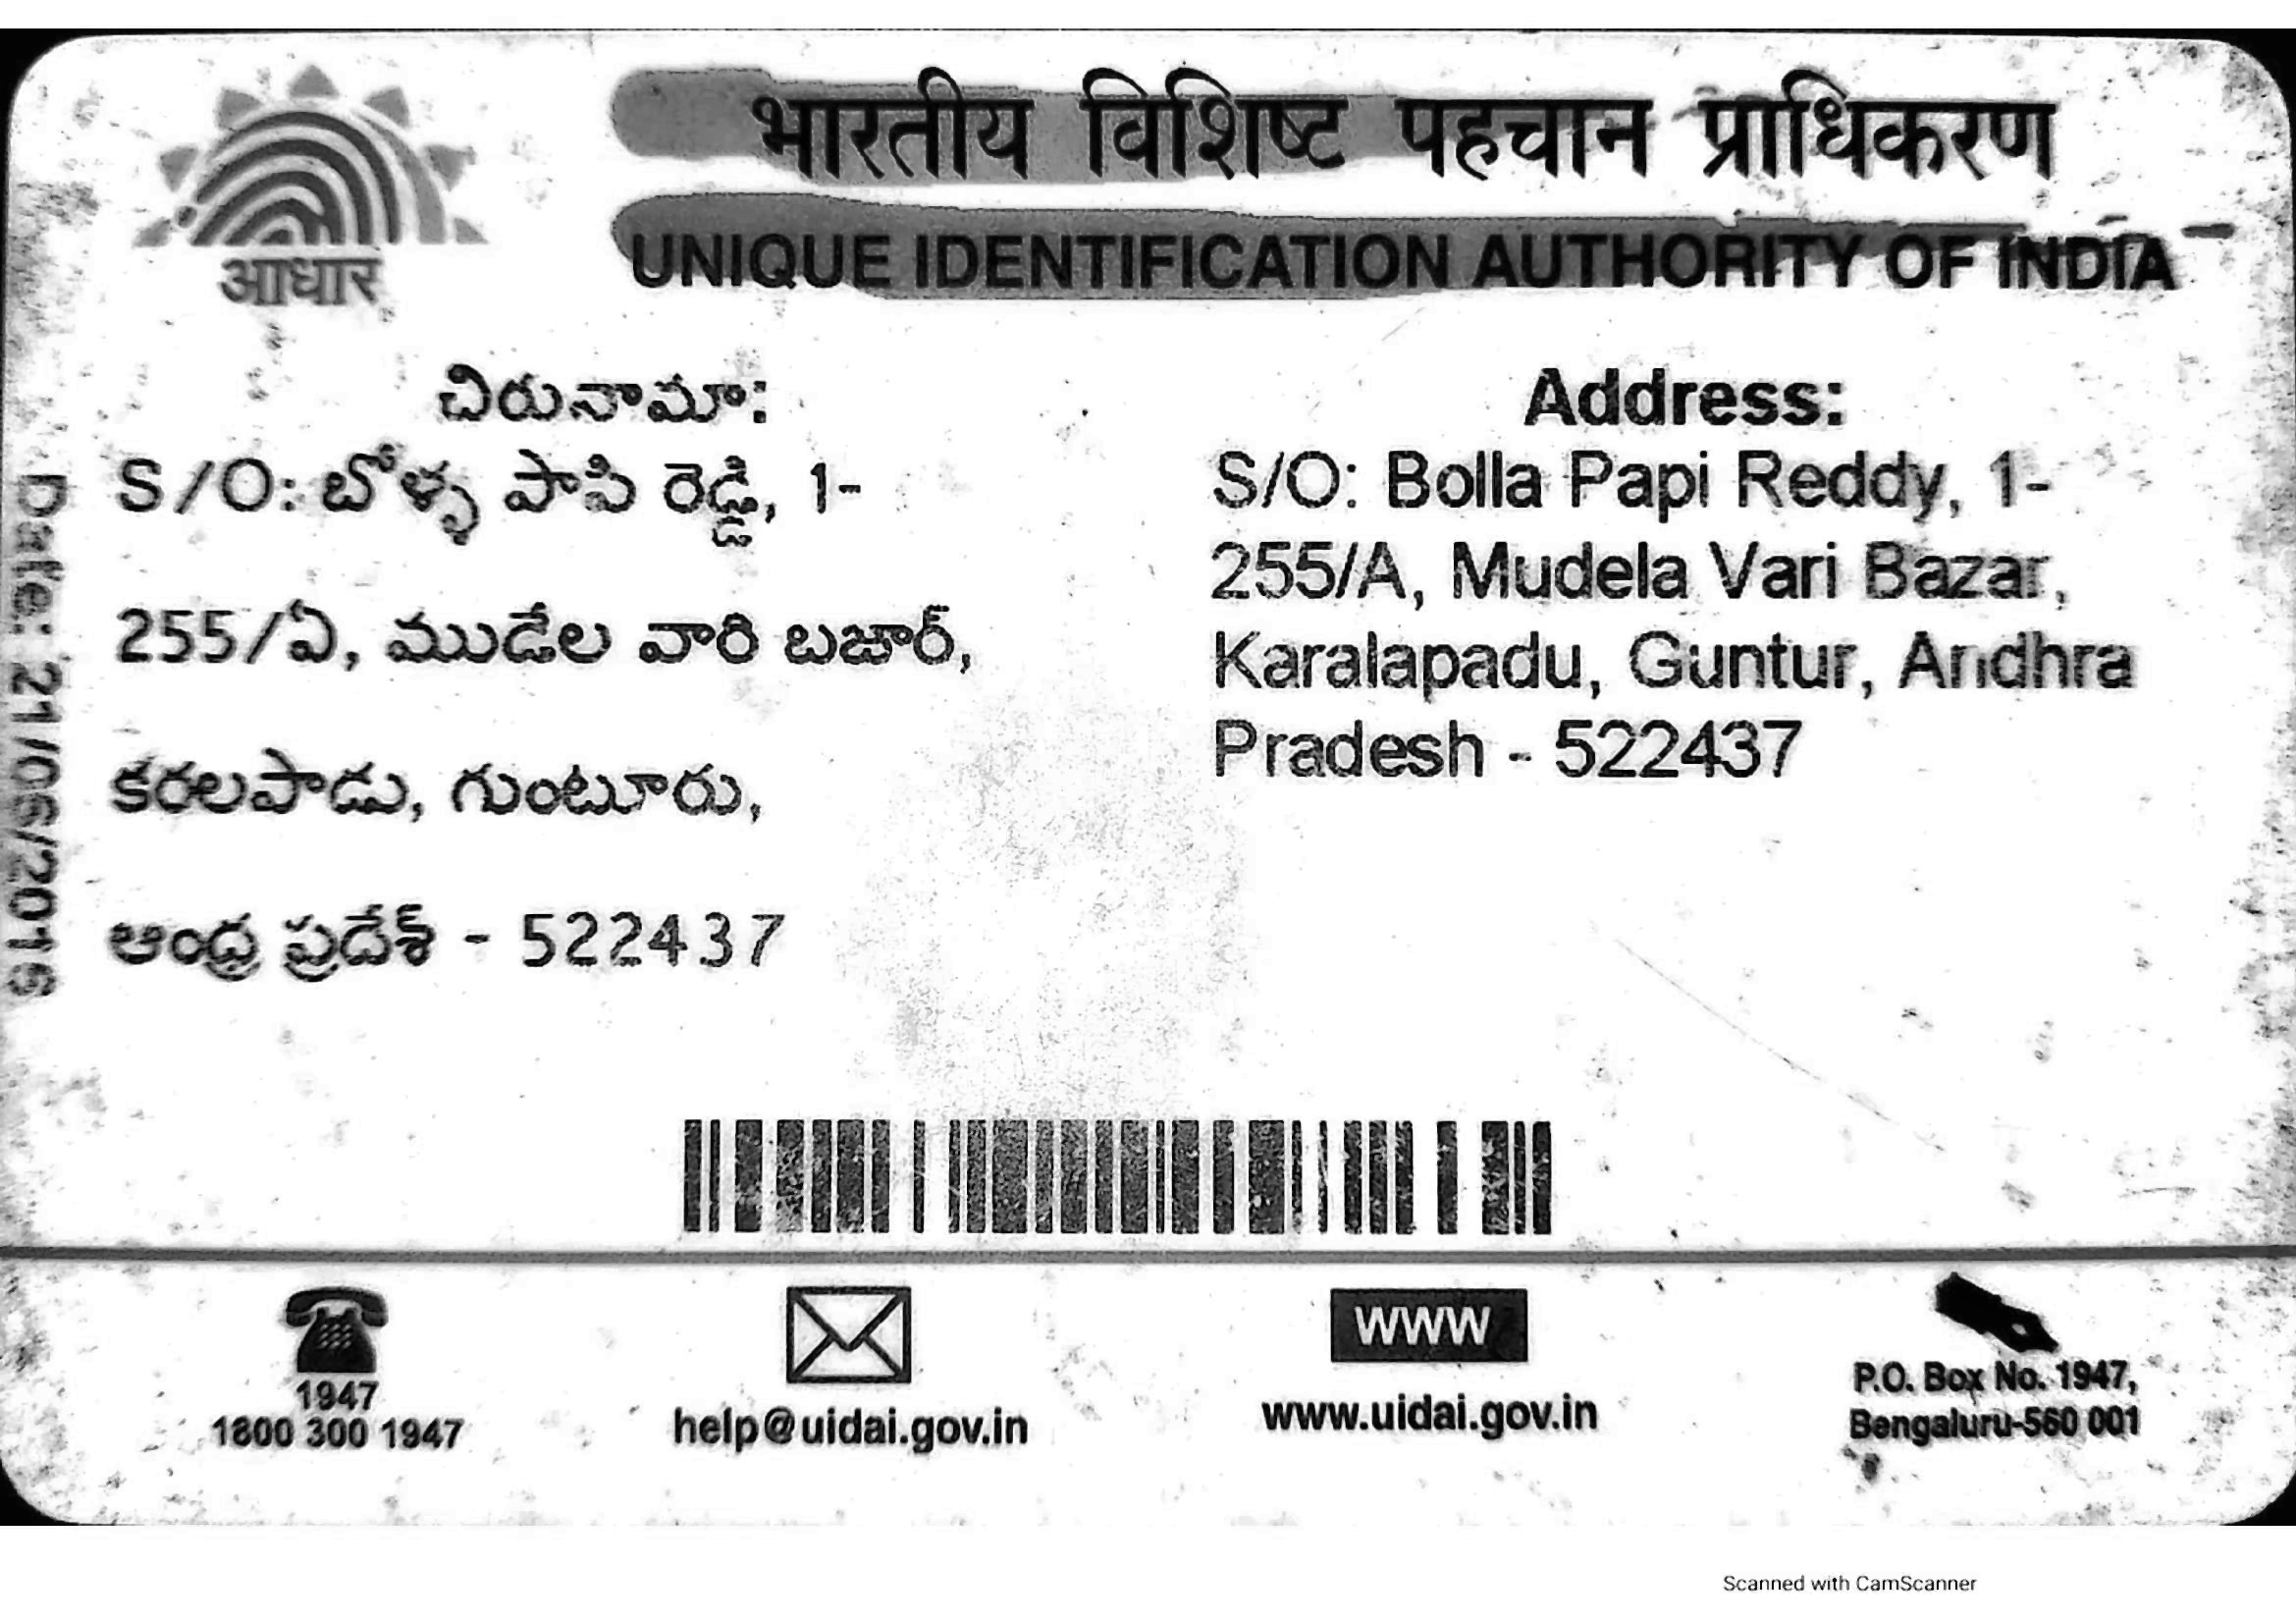 भारतीय विशिष्ट पहचान प्राधिकरण
UNIQUE IDENTIFICATION AUTHORITY OF INDIA
आधार
చిరునామా:
S/O: బోళ్ళ పాపి రెడ్డి, 1-
255/ఏ, ముడేల వారి బజార్,
కరలపాడు, గుంటూరు,
ఆంధ్ర ప్రదేశ్ - 522437
Address:
S/O: Bolla Papi Reddy, 1-
255/A, Mudela Vari Bazar,
Karalapadu, Guntur, Andhra
Pradesh - 522437
Date: 21/06/2016
1947
1800 300 1947
help@uidai.gov.in
www
www.uidai.gov.in
P.O. Box No. 1947,
Bengaluru-560 001
Scanned with CamScanner